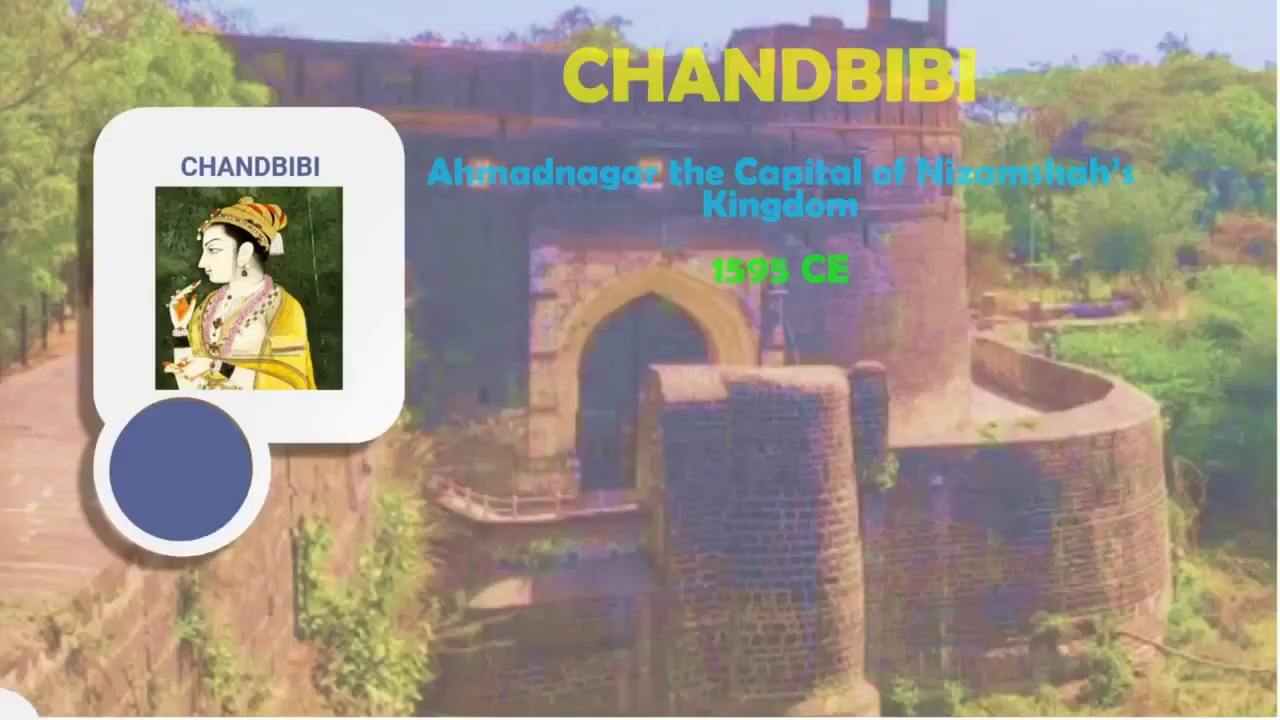 CHANDBIBI
CHANDBIBI
Ahmadnagar the Capital of Nizamshah's
Kingdom
1595 CE